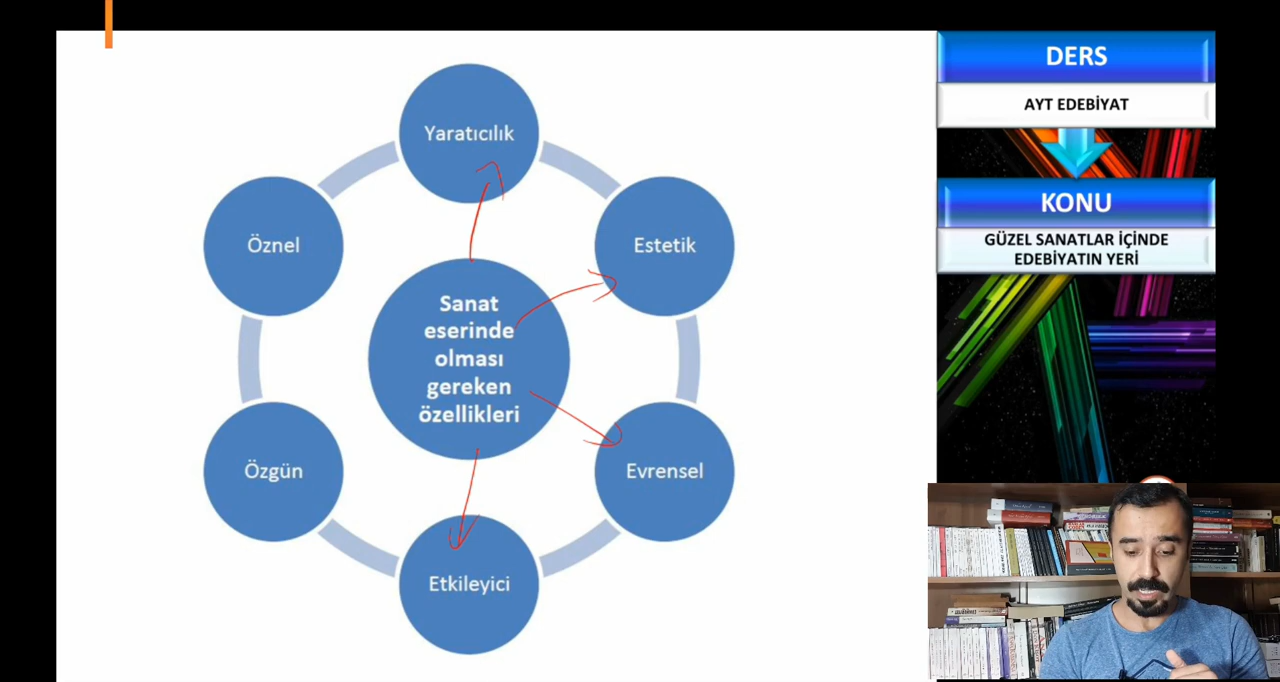 Yaratıcılık
Estetik
Evrensel
Etkileyici
Özgün
Öznel
Sanat
eserinde
olması
gereken
özellikleri
DERS
AYT EDEBİYAT
KONU
GÜZEL SANATLAR İÇİNDE
EDEBİYATIN YERİ